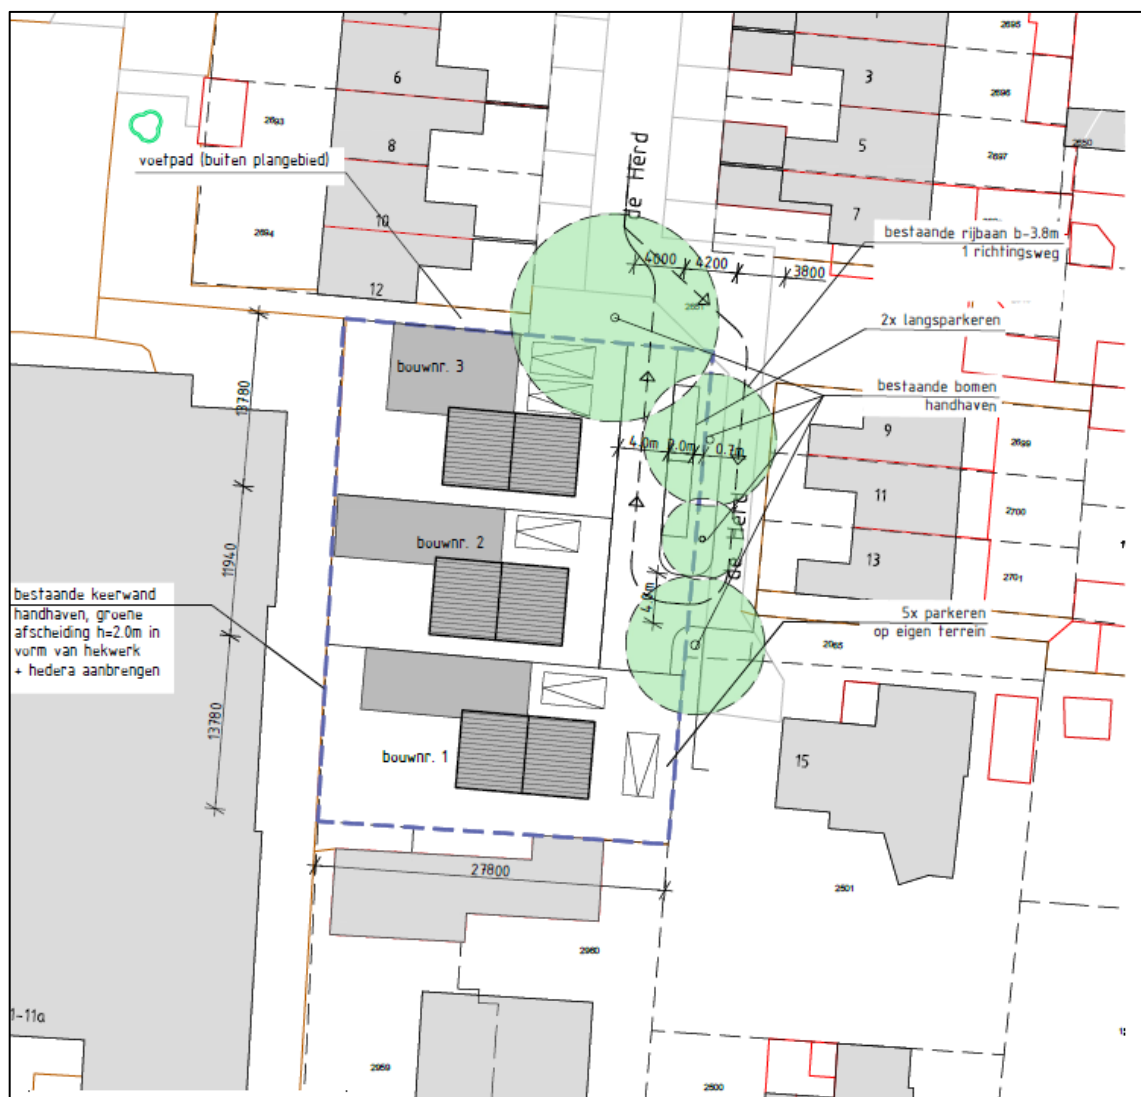 2695
6
3
2696
2693
8
5
2650
2697
voetpad (buiten plangebied)
de Herd
10
7
2694
bestaande rijbaan b-3.8m
1 richtingsweg
4000
4200
3800
12
2x langsparkeren
bouwnr. 3
bestaande bomen
handhaven
13780
9
2699
4.0m
0.7m
11
2700
de Herd
bouwnr. 2
11940
13
2701
bestaande keerwand
handhaven, groene
afscheiding h=2.0m in
vorm van hekwerk
+ hedera aanbrengen
5x parkeren
op eigen terrein
2965
13780
bouwnr. 1
15
27800
2501
2960
1-11a
2959
2500